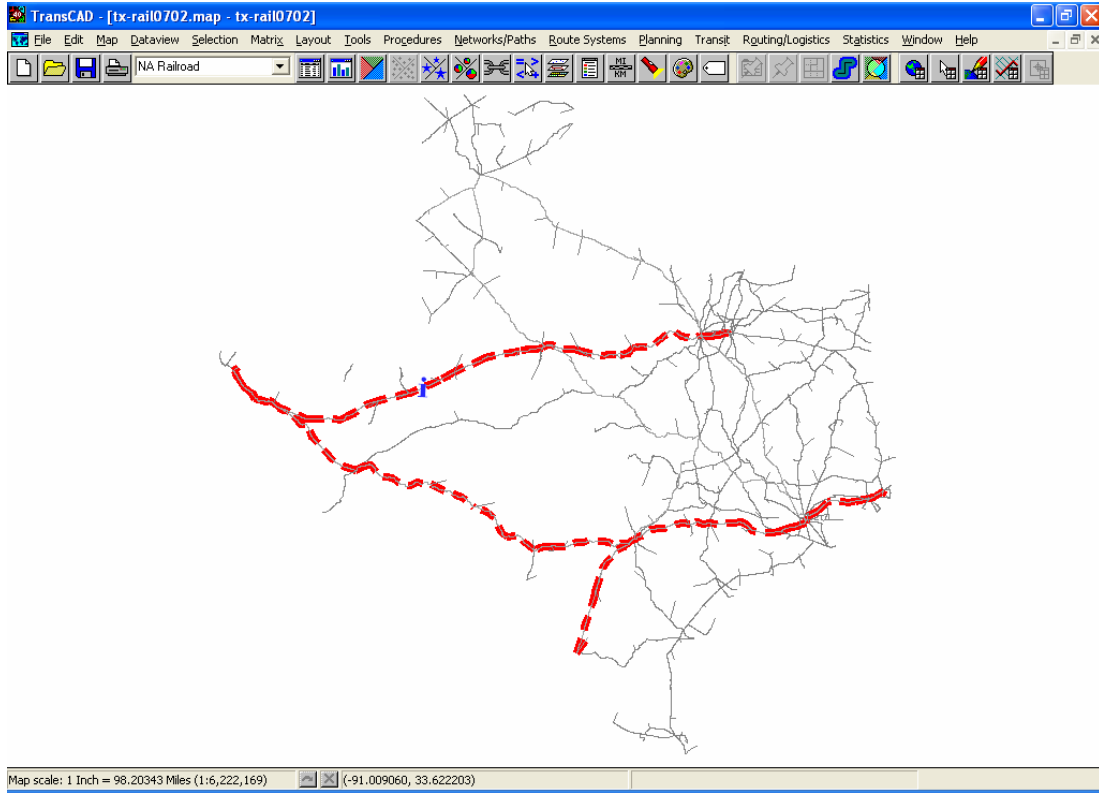 TransCAD - [tx-rail0702.map - tx-rail0702]
File Edit Map Dataview Selection Matrix Layout Tools Procedures Networks/Paths Route Systems Planning Transit Routing/Logistics Statistics Window Help
NA Railroad MI KM
i
Map scale: 1 Inch = 98.20343 Miles (1:6,222,169) (-91.009060, 33.622203)